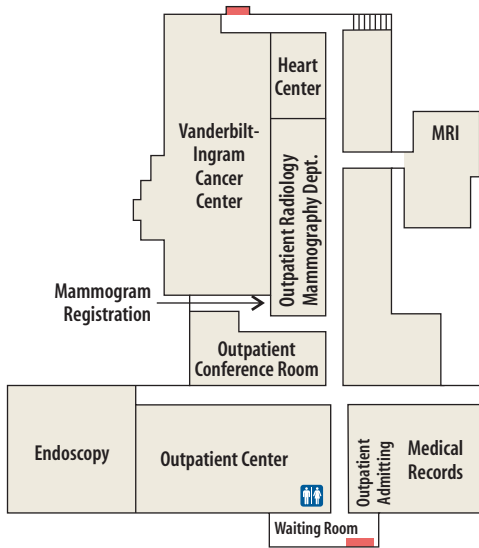 Heart
Center
Vanderbilt-
Ingram
Cancer
Center
MRI
Outpatient Radiology
Mammography Dept.
Mammogram
Registration
Outpatient
Conference Room
Endoscopy
Outpatient Center
Outpatient
Admitting
Medical
Records
Waiting Room